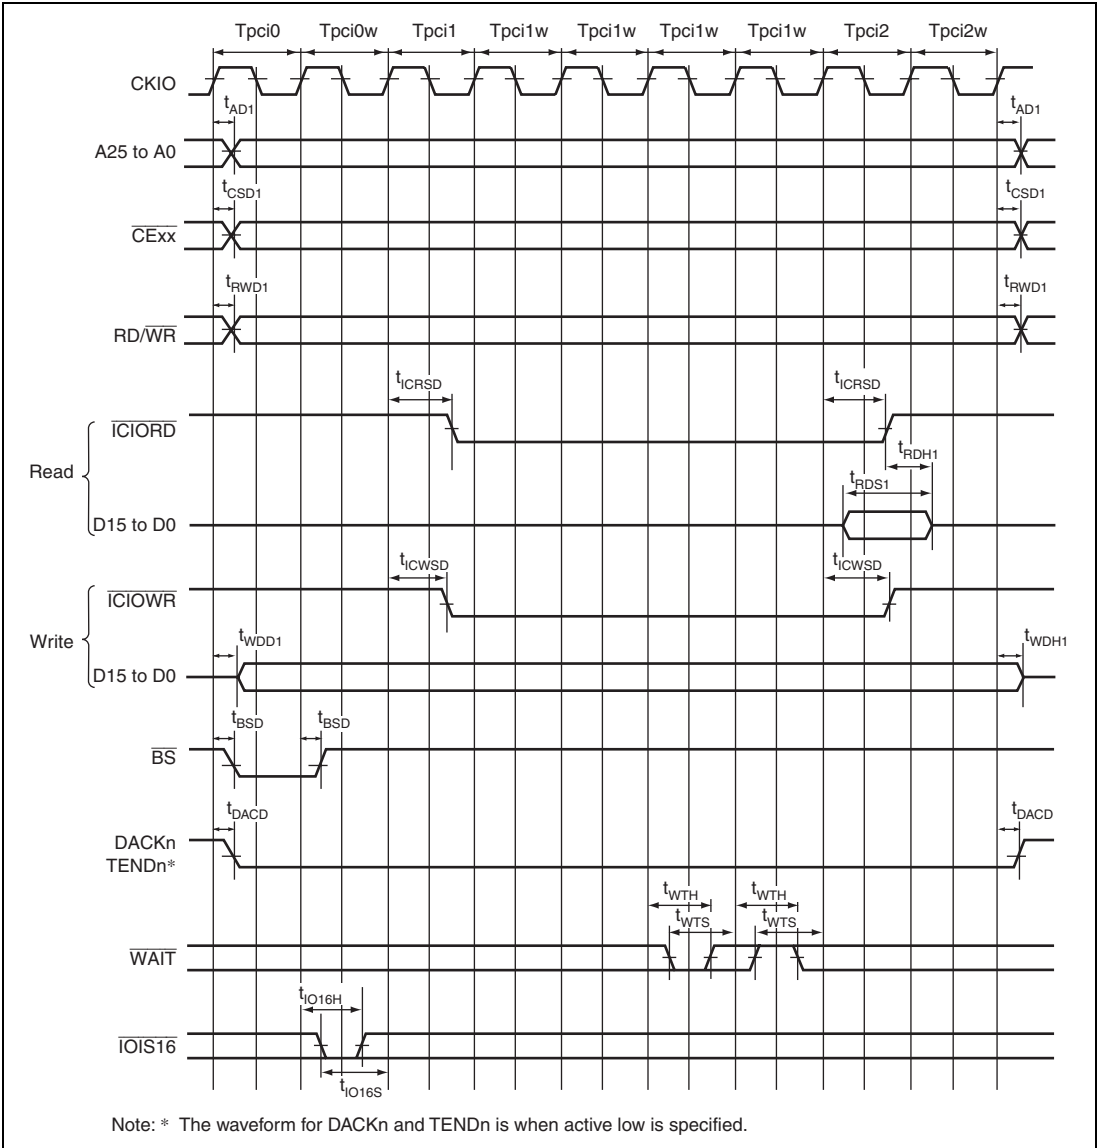 Tpci0 Tpci0w Tpci1 Tpci1w Tpci1w Tpci1w Tpci1w Tpci2 Tpci2w
CKIO
tAD1 tAD1
A25 to A0
tCSD1 tCSD1
CExx
tRWD1 tRWD1
RD/WR
tICRSD tICRSD
ICIORD
tRDH1
Read
tRDS1
D15 to D0
tICWSD tICWSD
ICIOWR
Write
tWDD1 tWDH1
D15 to D0
tBSD tBSD
BS
tDACD tDACD
DACKn
TENDn*
tWTH tWTH
tWTS tWTS
WAIT
tIO16H
IOIS16
tIO16S
Note: * The waveform for DACKn and TENDn is when active low is specified.